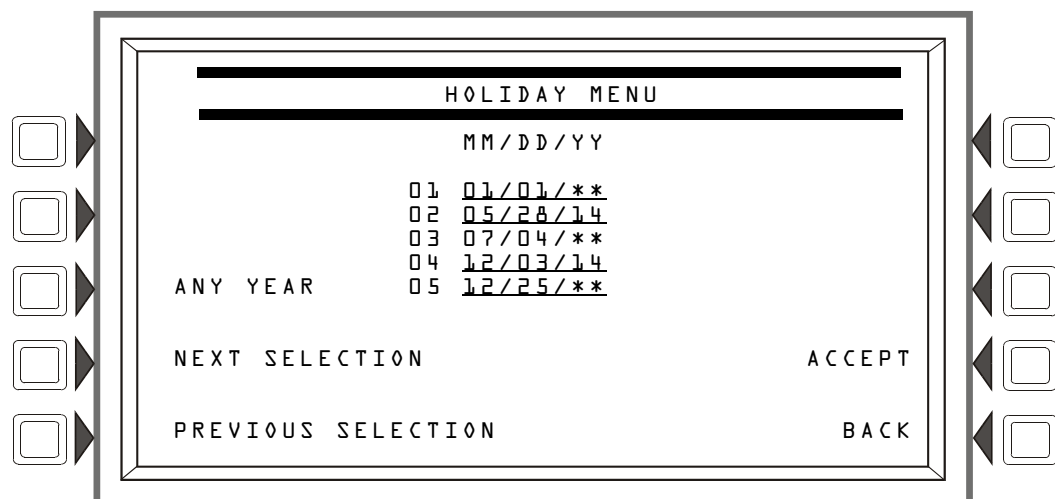 HOLIDAY MENU
MM/DD/YY
01 01/01/**
02 05/28/14
03 07/04/**
04 12/03/14
ANY YEAR 05 12/25/**
NEXT SELECTION ACCEPT
PREVIOUS SELECTION BACK